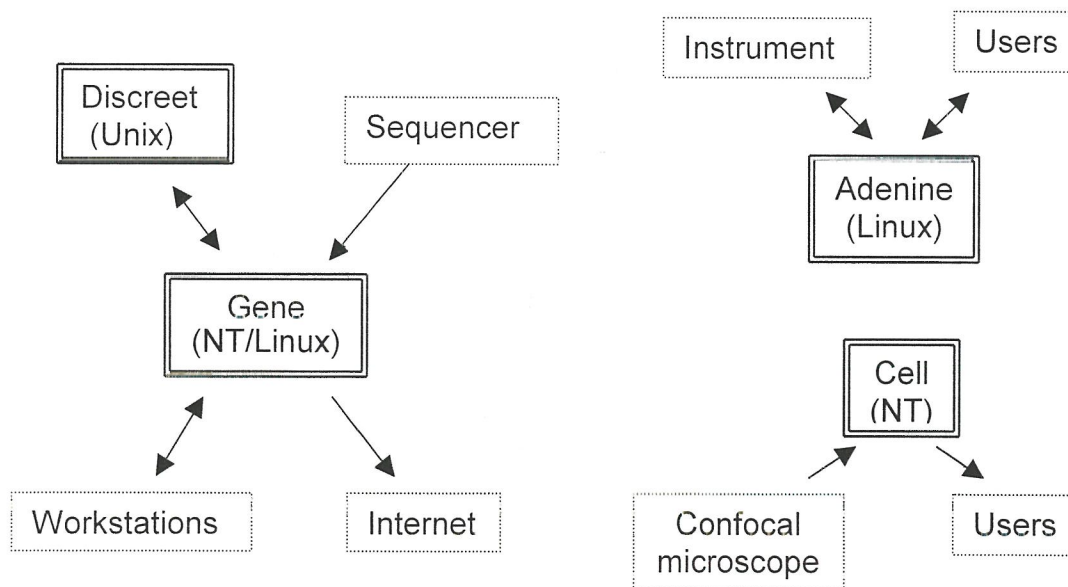 Discreet
(Unix)
Sequencer
Gene
(NT/Linux)
Workstations
Internet
Instrument
Users
Adenine
(Linux)
Cell
(NT)
Confocal
microscope
Users